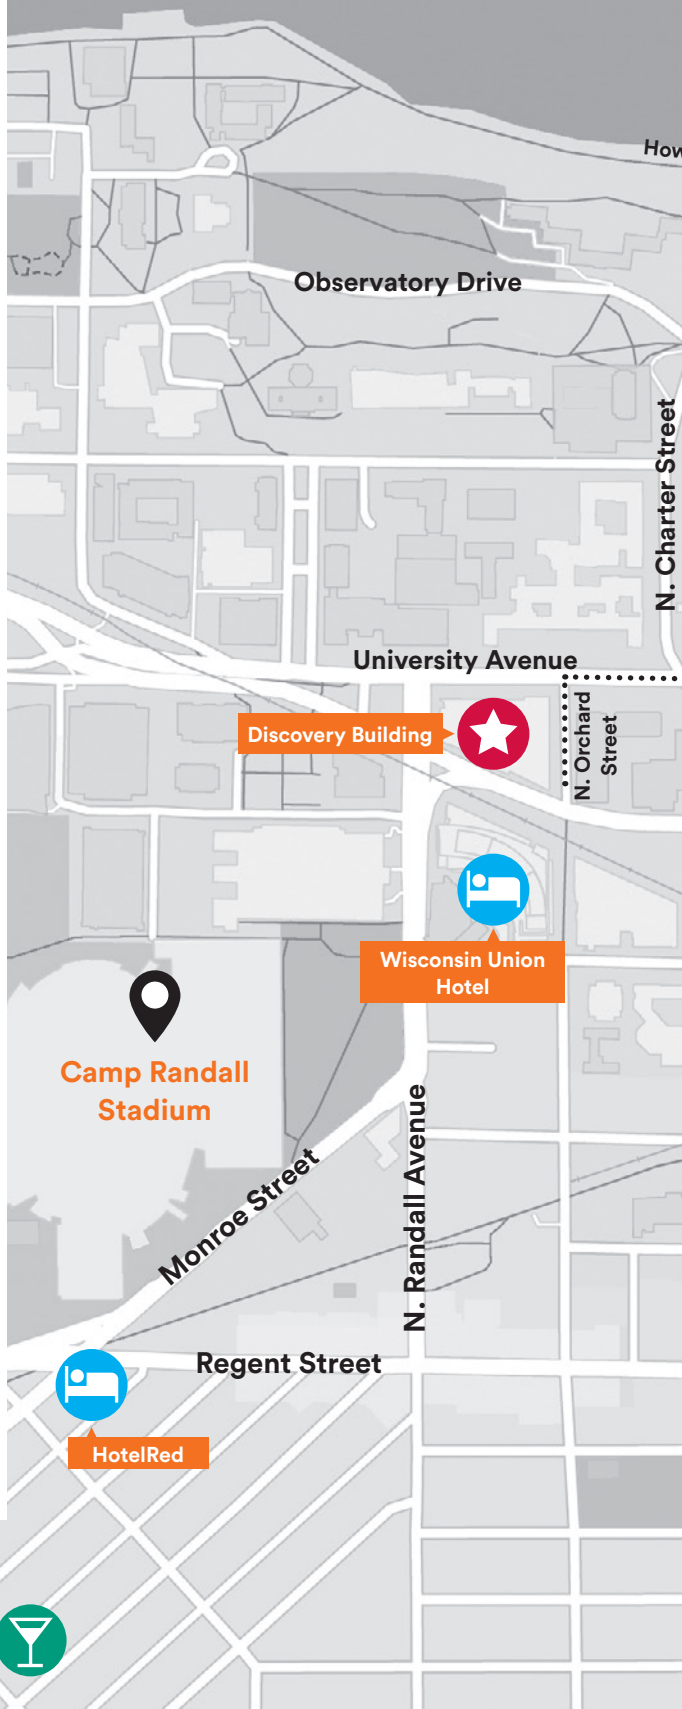 How
Observatory Drive
N. Charter Street
University Avenue
Discovery Building
N. Orchard
Street
Wisconsin Union
Hotel
Camp Randall
Stadium
N. Randall Avenue
Monroe Street
Regent Street
HotelRed